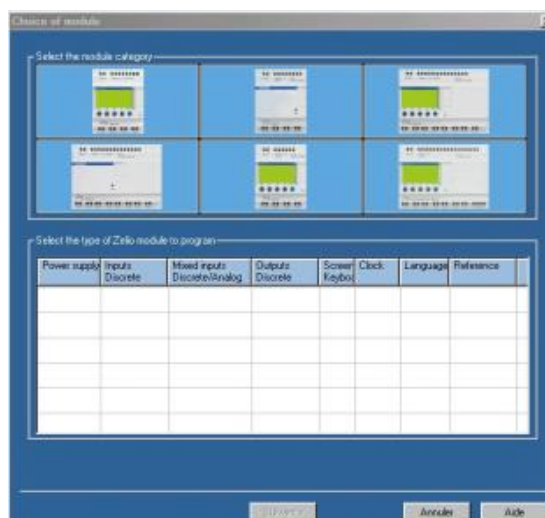 Choice of module
Select the module category
Select the type of Zelio module to program
Power supply Inputs Discrete Mixed inputs Discrete/Analog Outputs Discrete Screen Keyboa Clock Language Reference
Annuler Aide